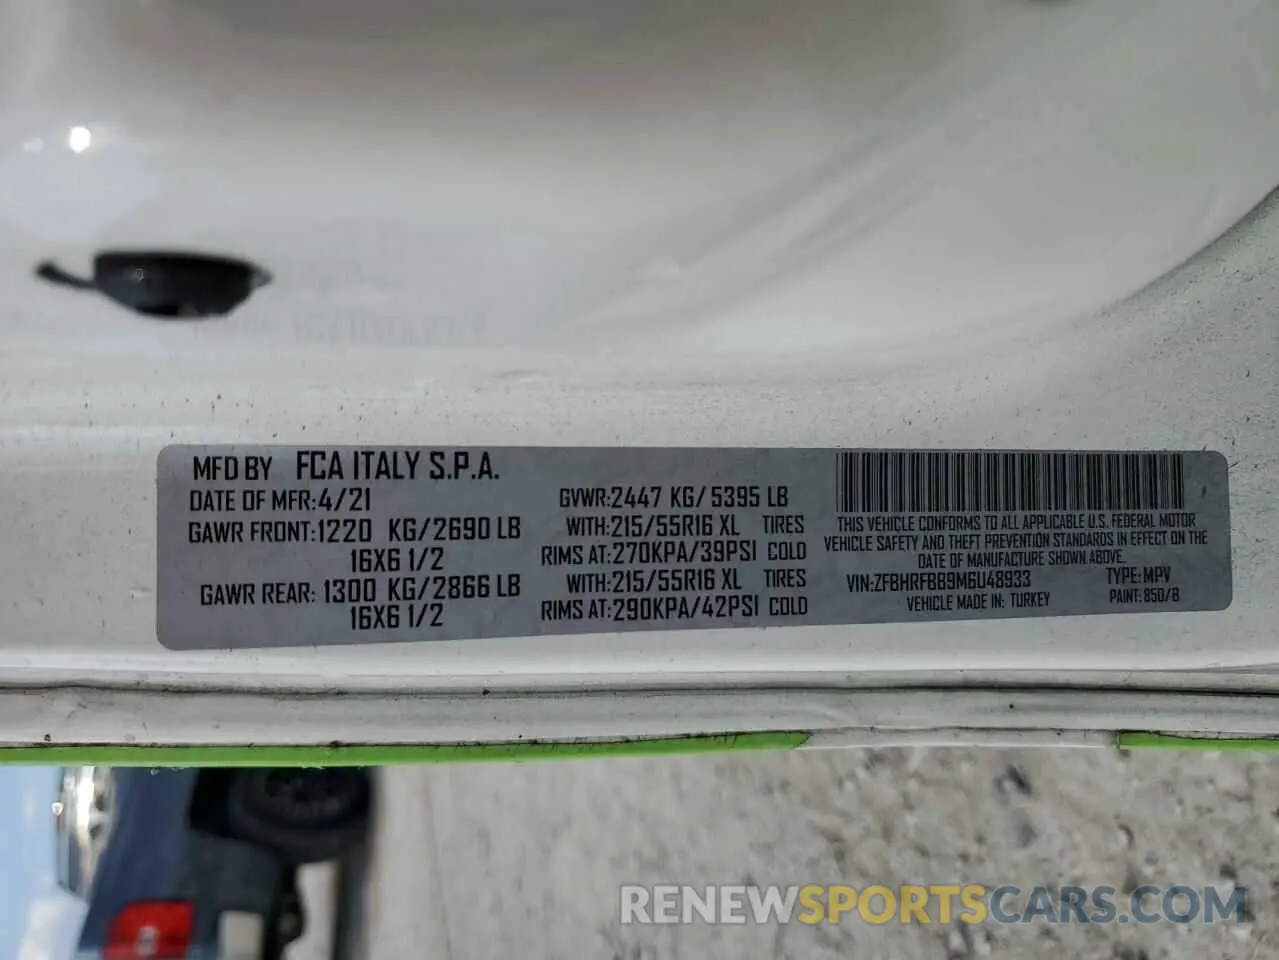 MFD BY FCA ITALY S.P.A.
DATE OF MFR:4/21
GAWR FRONT:1220 KG/2690 LB
16X6 1/2
GAWR REAR: 1300 KG/2866 LB
16X6 1/2
GVWR:2447 KG/ 5395 LB
WITH:215/55R16 XL TIRES
RIMS AT:270KPA/39PSI COLD
WITH:215/55R16 XL TIRES
RIMS AT:290KPA/42PSI COLD
THIS VEHICLE CONFORMS TO ALL APPLICABLE U.S. FEDERAL MOTOR
VEHICLE SAFETY AND THEFT PREVENTION STANDARDS IN EFFECT ON THE
DATE OF MANUFACTURE SHOWN ABOVE.
VIN:ZFBHRFBB9M6U48933 TYPE: MPV
VEHICLE MADE IN: TURKEY PAINT: 850/B
RENEWSPORTSCARS.COM